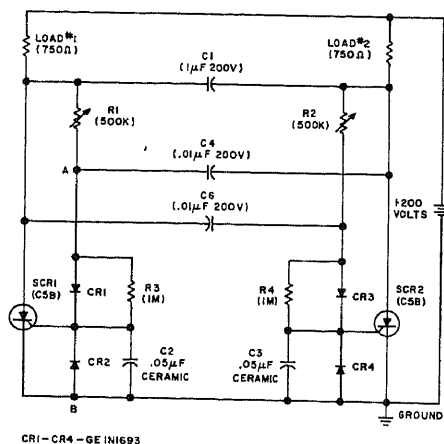 LOAD #1
(750Ω)
LOAD #2
(750Ω)
C1
(1µF 200V)
R1
(500K)
R2
(500K)
C4
(.01µF 200V)
A
C6
(.01µF 200V)
+200
VOLTS
SCR1
(C5B)
CR1
R3
(1M)
R4
(1M)
CR3
SCR2
(C5B)
CR2
C2
.05µF
CERAMIC
C3
.05µF
CERAMIC
CR4
B
GROUND
CR1-CR4-GE IN1693